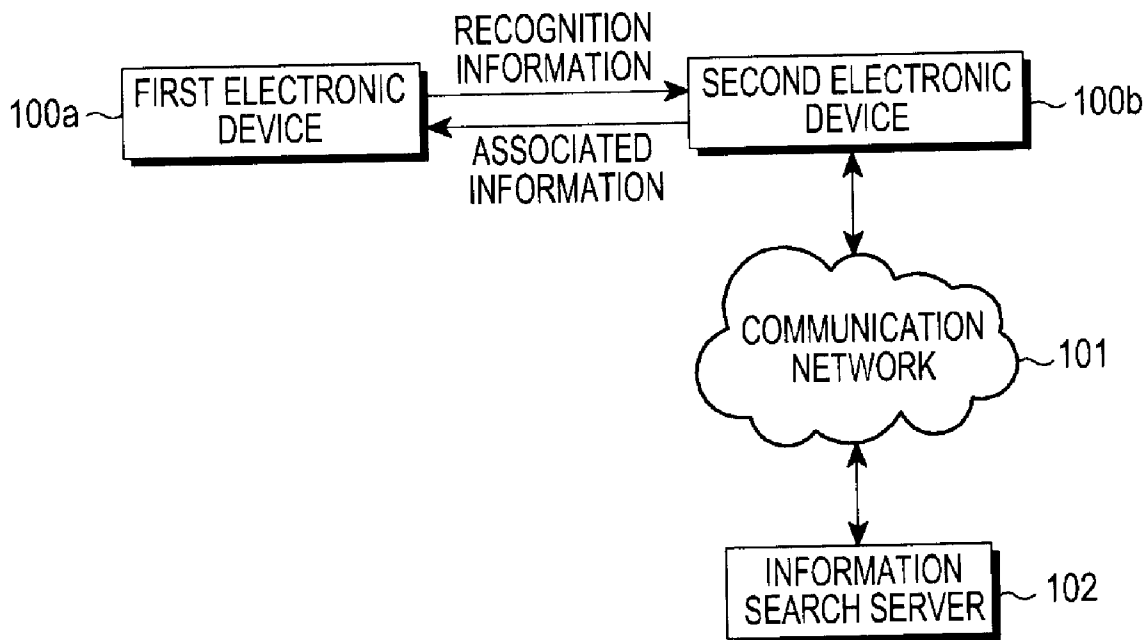 RECOGNITION
INFORMATION
100a
FIRST ELECTRONIC
DEVICE
SECOND ELECTRONIC
DEVICE
100b
ASSOCIATED
INFORMATION
COMMUNICATION
NETWORK
101
INFORMATION
SEARCH SERVER
102